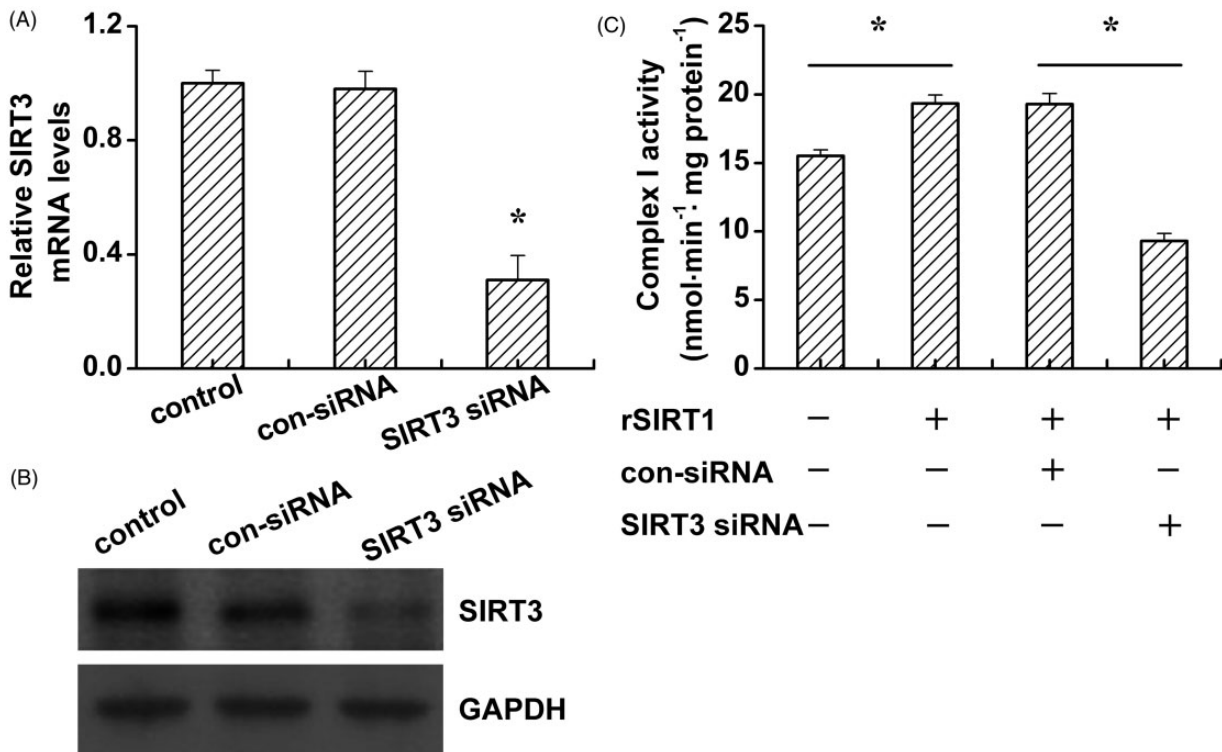 (A)
Relative SIRT3
mRNA levels
1.2
0.8
0.4
0.0
*
control
con-siRNA
SIRT3 siRNA
(B)
control
con-siRNA
SIRT3 siRNA
SIRT3
GAPDH
(C)
Complex I activity
(nmol·min⁻¹· mg protein⁻¹)
25
20
15
10
5
0
* *
rSIRT1 – + + +
con-siRNA – – + –
SIRT3 siRNA – – – +